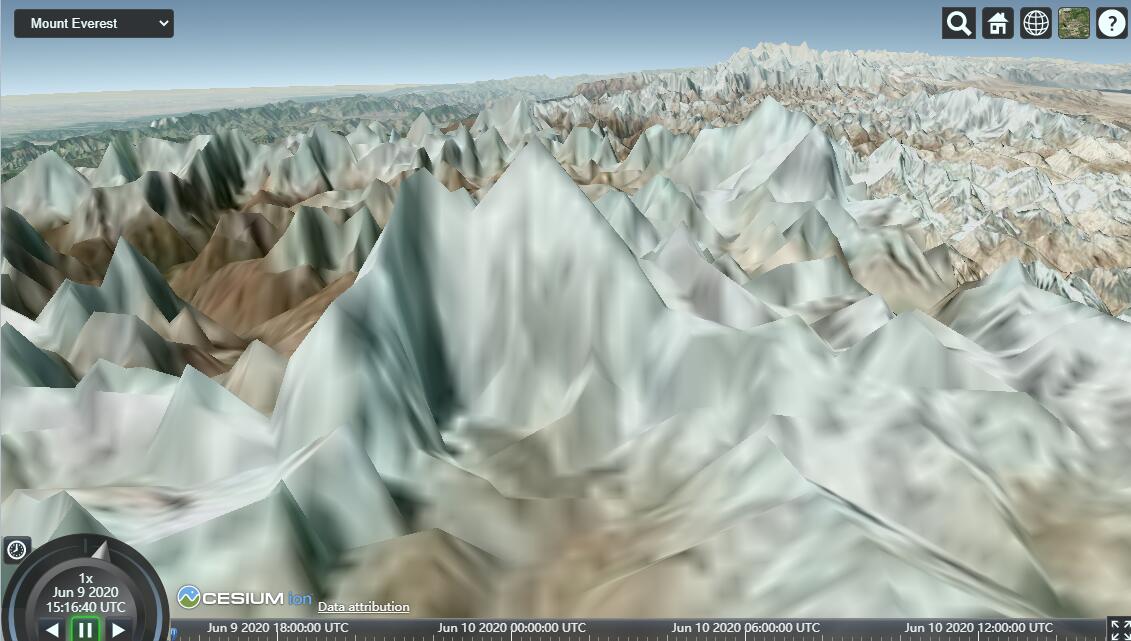 Mount Everest
?
1x
Jun 9 2020
15:16:40 UTC
CESIUM ion
Data attribution
Jun 9 2020 18:00:00 UTC
Jun 10 2020 00:00:00 UTC
Jun 10 2020 06:00:00 UTC
Jun 10 2020 12:00:00 UTC